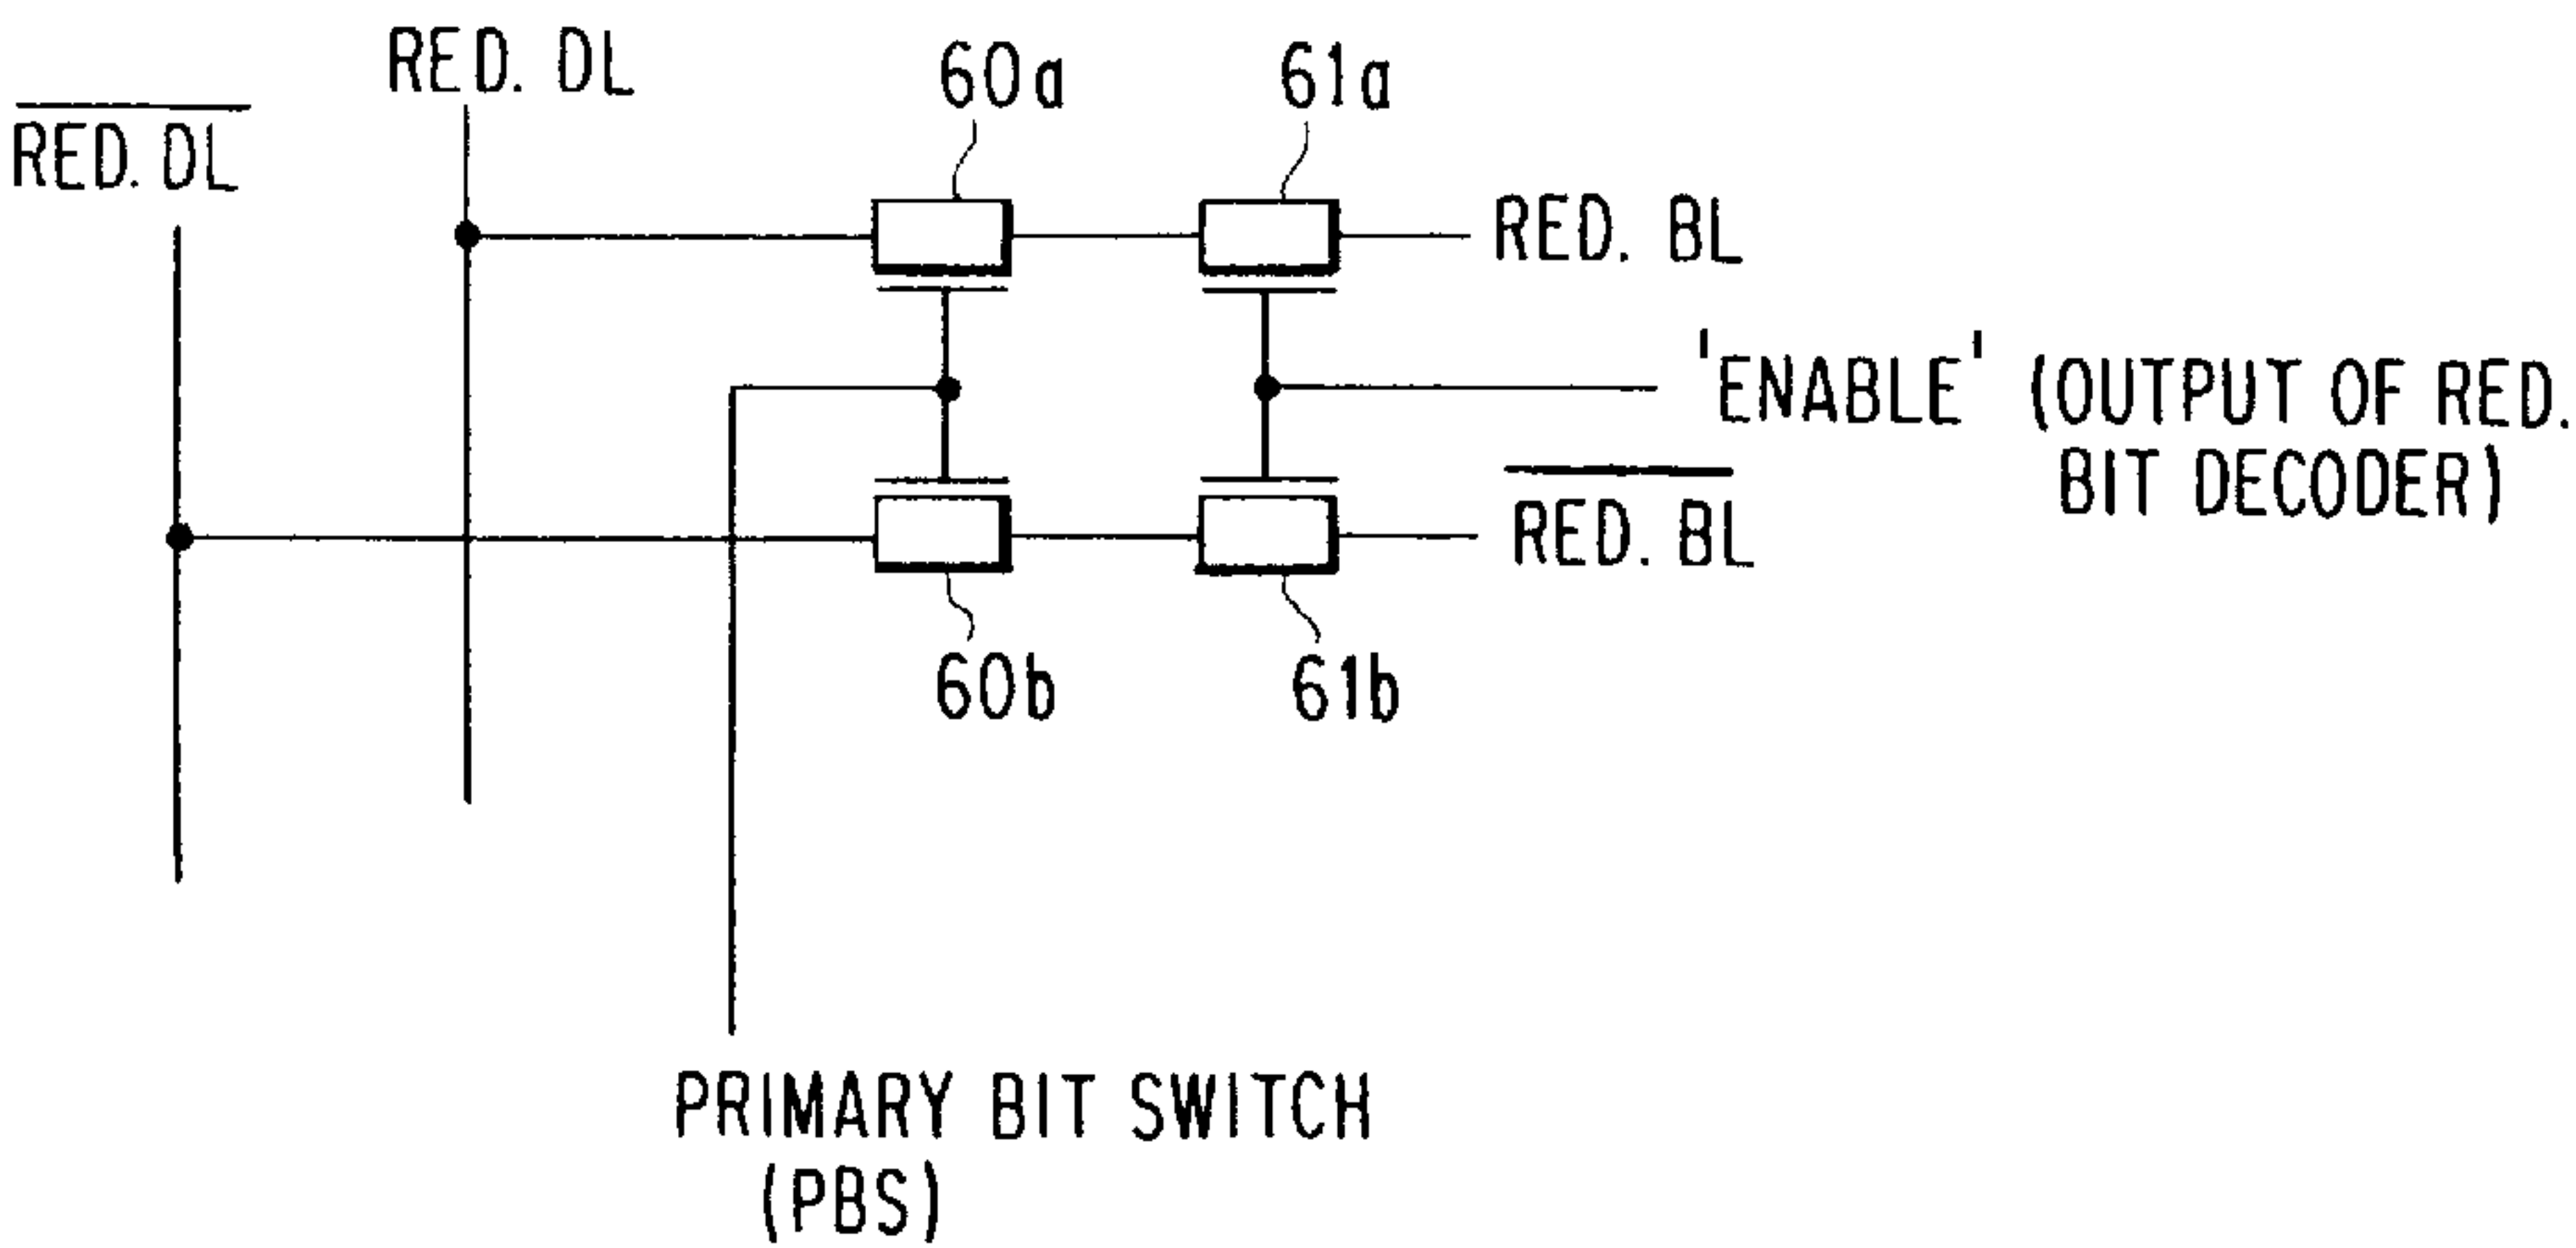 RED. DL
60a
61a
RED. DL
RED. BL
'ENABLE' (OUTPUT OF RED.
BIT DECODER)
RED. BL
60b
61b
PRIMARY BIT SWITCH
(PBS)